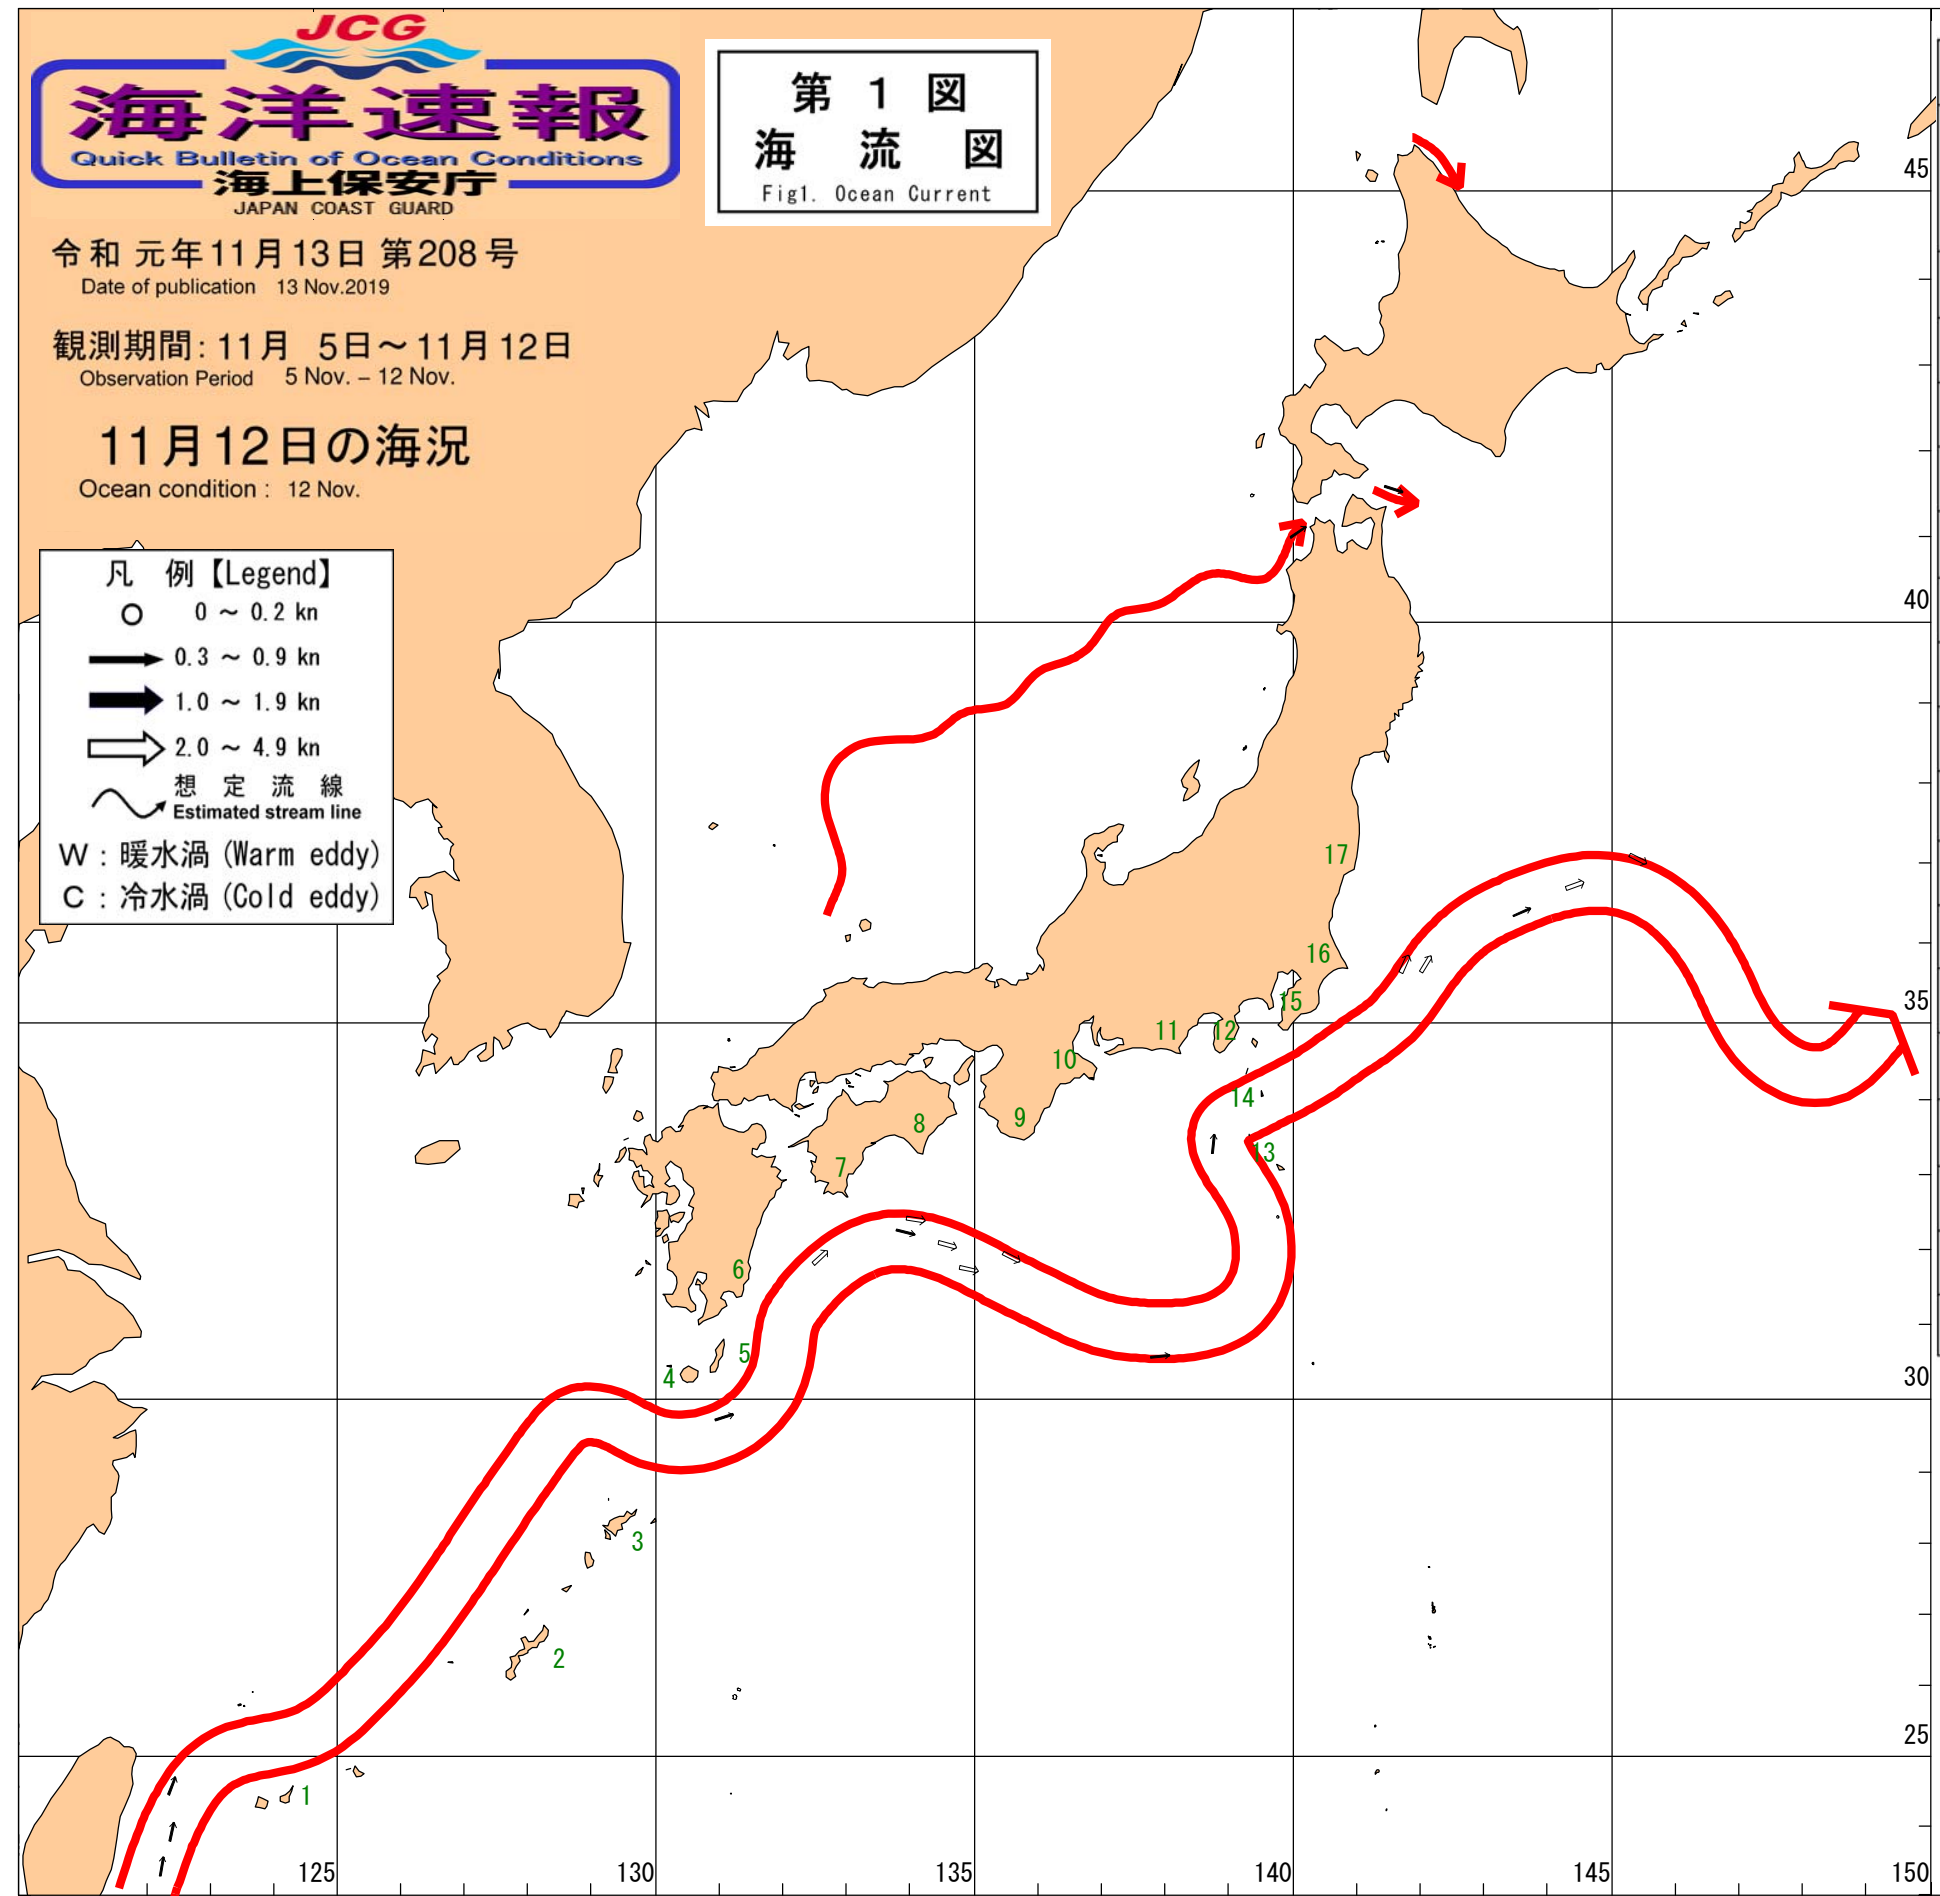 JCG
海洋速報
Quick Bulletin of Ocean Conditions
海上保安庁
JAPAN COAST GUARD
第 1 図
海 流 図
Fig1. Ocean Current
令和 元年11月13日 第208号
Date of publication 13 Nov.2019
観測期間: 11月 5日～11月12日
Observation Period 5 Nov. – 12 Nov.
11月12日の海況
Ocean condition : 12 Nov.
凡 例【Legend】
0 ～ 0.2 kn
0.3 ～ 0.9 kn
1.0 ～ 1.9 kn
2.0 ～ 4.9 kn
想 定 流 線
Estimated stream line
W : 暖水渦 (Warm eddy)
C : 冷水渦 (Cold eddy)
45
40
17
16
35
15
12
11
10
14
9
8
13
7
6
5
4
30
3
2
25
1
125
130
135
140
145
150